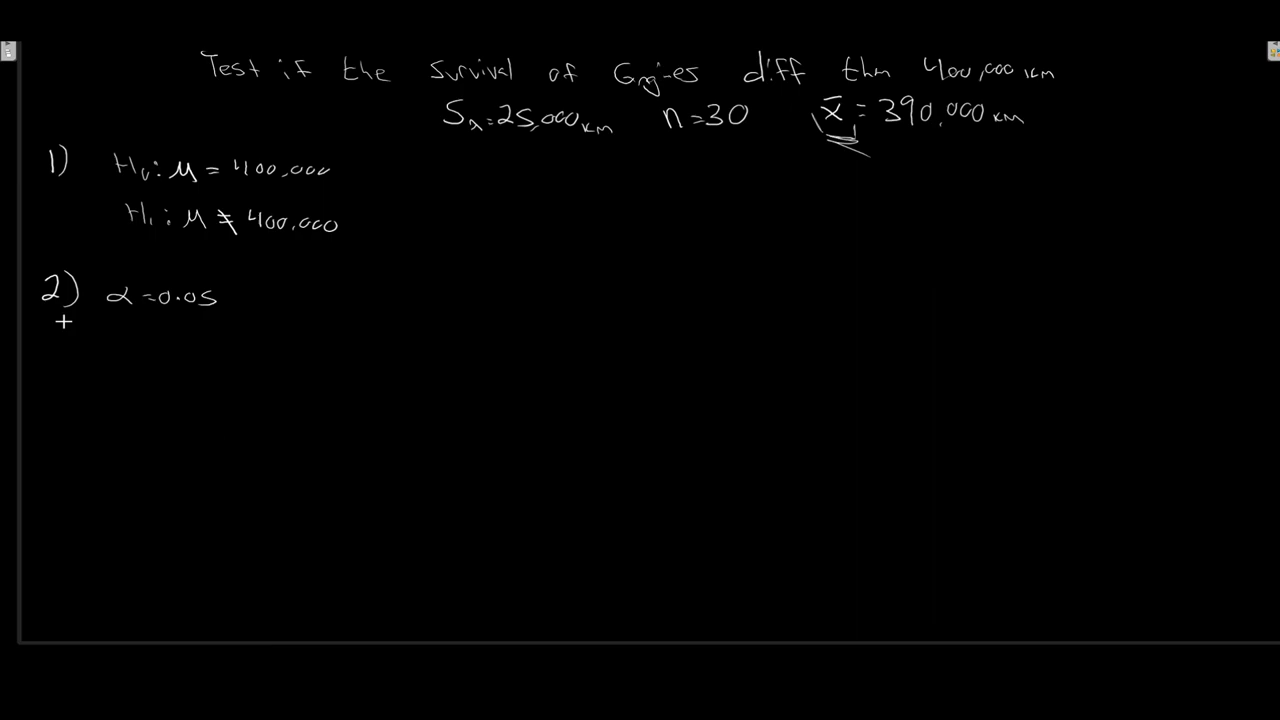 Test if the survival of Engines diff than 400,000 km
Sx=25,000 km n=30 x̄ = 390,000 km
1) H₀: μ = 400,000
H₁: μ ≠ 400,000
2) α=0.05